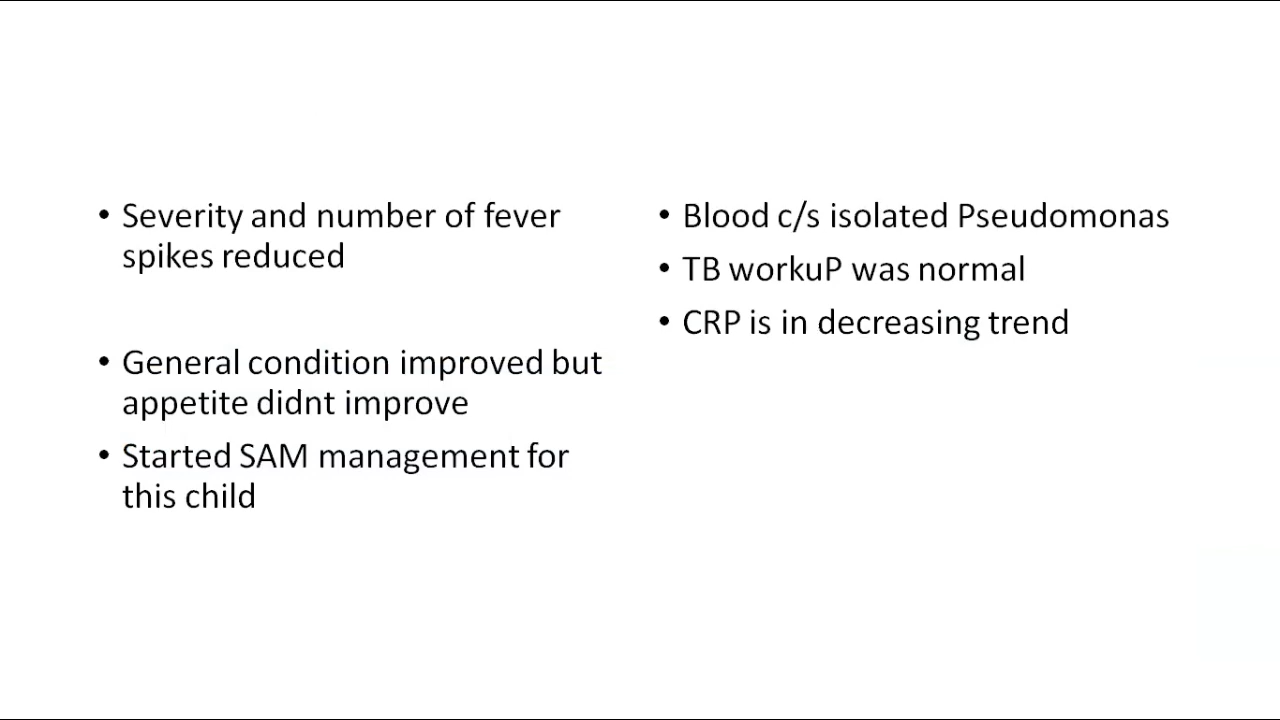 • Severity and number of fever
spikes reduced
• General condition improved but
appetite didnt improve
• Started SAM management for
this child
• Blood c/s isolated Pseudomonas
• TB workuP was normal
• CRP is in decreasing trend